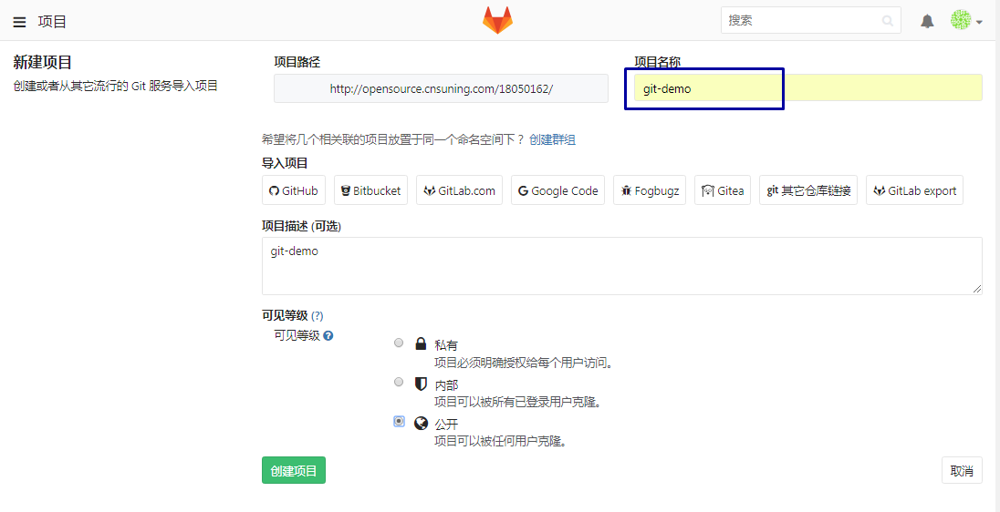 项目
搜索
新建项目
创建或者从其它流行的 Git 服务导入项目
项目路径
项目名称
http://opensource.cnsuning.com/18050162/
git-demo
希望将几个相关联的项目放置于同一个命名空间下？ 创建群组
导入项目
GitHub
Bitbucket
GitLab.com
Google Code
Fogbugz
Gitea
git 其它仓库链接
GitLab export
项目描述 (可选)
git-demo
可见等级 (?)
可见等级
私有
项目必须明确授权给每个用户访问。
内部
项目可以被所有已登录用户克隆。
公开
项目可以被任何用户克隆。
创建项目
取消